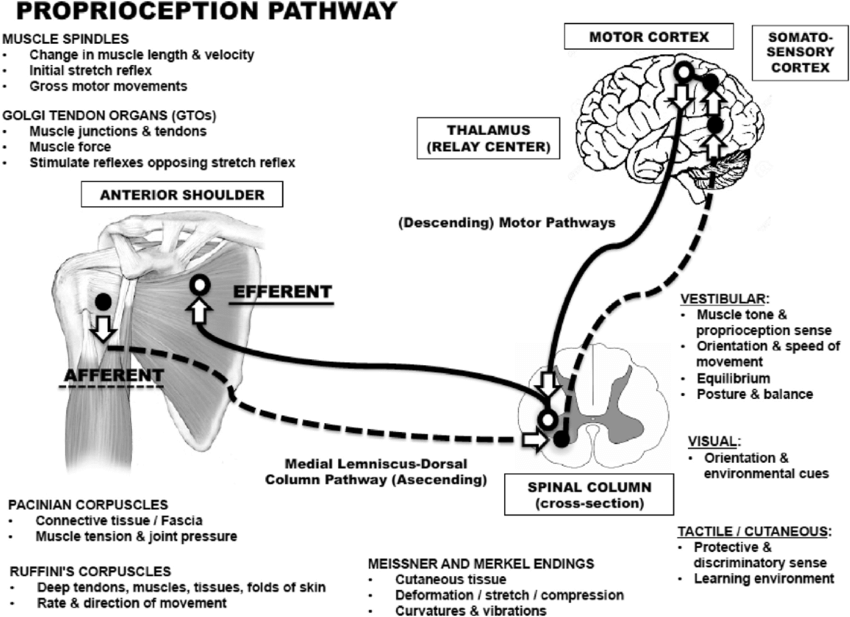 PROPRIOCEPTION PATHWAY
MUSCLE SPINDLES
• Change in muscle length & velocity
• Initial stretch reflex
• Gross motor movements
GOLGI TENDON ORGANS (GTOs)
• Muscle junctions & tendons
• Muscle force
• Stimulate reflexes opposing stretch reflex
ANTERIOR SHOULDER
MOTOR CORTEX
SOMATO-
SENSORY
CORTEX
THALAMUS
(RELAY CENTER)
(Descending) Motor Pathways
EFFERENT
AFFERENT
Medial Lemniscus-Dorsal
Column Pathway (Asecending)
SPINAL COLUMN
(cross-section)
VESTIBULAR:
• Muscle tone &
proprioception sense
• Orientation & speed of
movement
• Equilibrium
• Posture & balance
VISUAL:
• Orientation &
environmental cues
TACTILE / CUTANEOUS:
• Protective &
discriminatory sense
• Learning environment
PACINIAN CORPUSCLES
• Connective tissue / Fascia
• Muscle tension & joint pressure
RUFFINI'S CORPUSCLES
• Deep tendons, muscles, tissues, folds of skin
• Rate & direction of movement
MEISSNER AND MERKEL ENDINGS
• Cutaneous tissue
• Deformation / stretch / compression
• Curvatures & vibrations